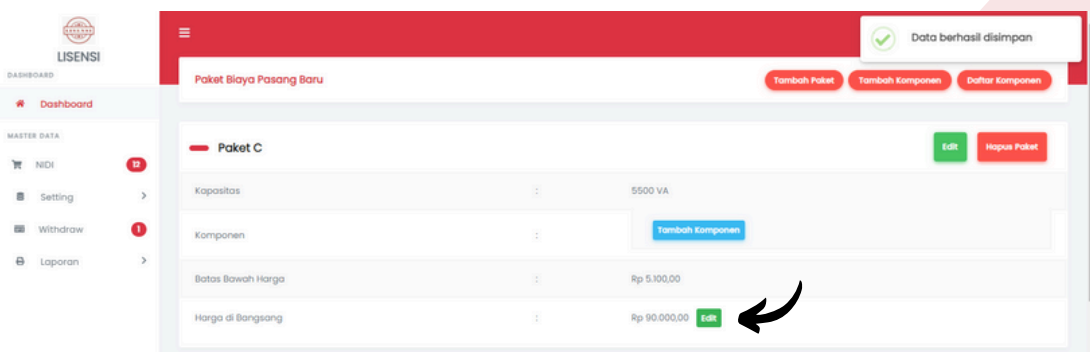 LISENSI
DASHBOARD
Dashboard
MASTER DATA
NIDI 12
Setting
Withdraw 1
Laporan
Data berhasil disimpan
Paket Biaya Pasang Baru
Tambah Paket Tambah Komponen Daftar Komponen
Paket C
Edit Hapus Paket
Kapasitas : 5500 VA
Komponen : Tambah Komponen
Batas Bawah Harga : Rp 5.100,00
Harga di Bangsang : Rp 90.000,00 Edit